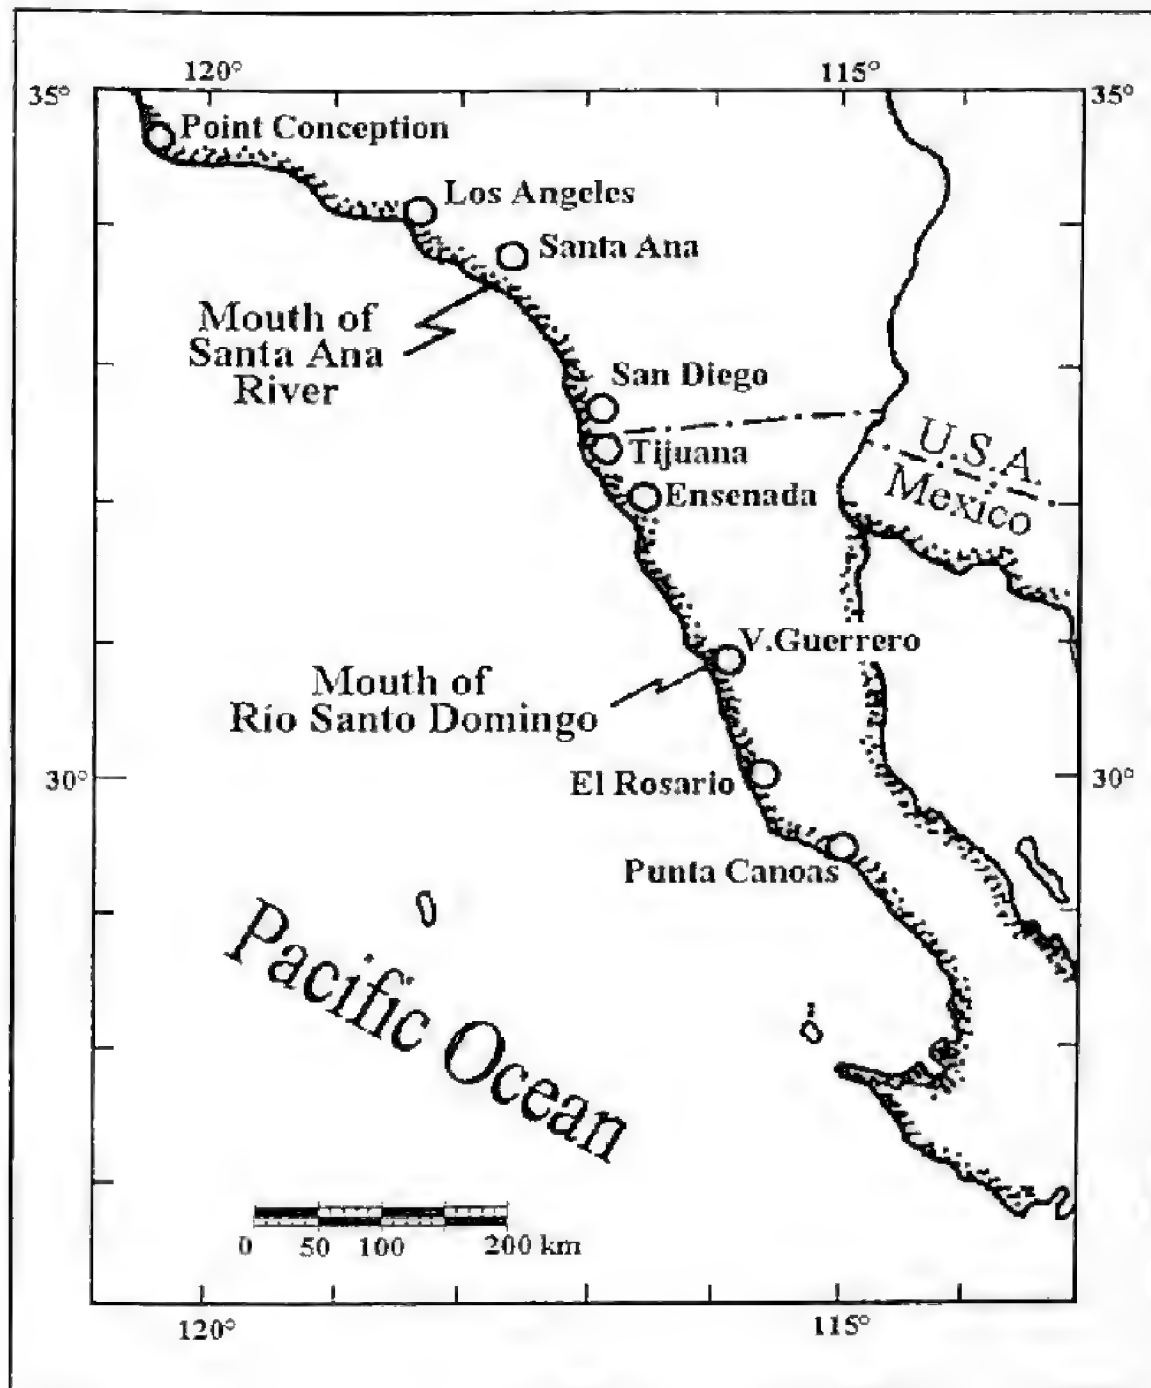 120°
115°
35°
35°
Point Conception
Los Angeles
Santa Ana
Mouth of
Santa Ana
River
San Diego
U.S.A.
Tijuana
Mexico
Ensenada
V.Guerrero
Mouth of
Río Santo Domingo
30°
El Rosario
30°
Punta Canoas
Pacific Ocean
0 50 100 200 km
120°
115°